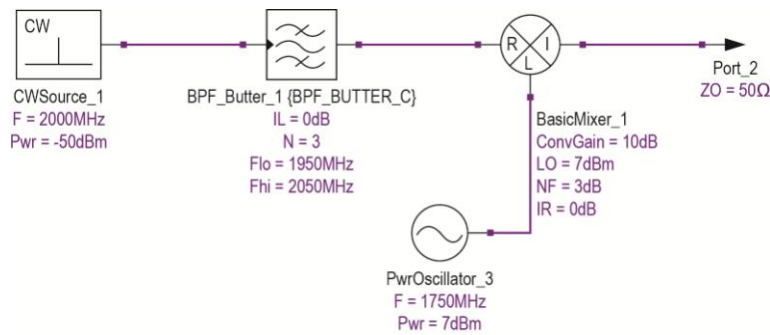 CW
CWSource_1
F = 2000MHz
Pwr = -50dBm
BPF_Butter_1 {BPF_BUTTER_C}
IL = 0dB
N = 3
Flo = 1950MHz
Fhi = 2050MHz
R I
L
BasicMixer_1
ConvGain = 10dB
LO = 7dBm
NF = 3dB
IR = 0dB
Port_2
ZO = 50Ω
PwrOscillator_3
F = 1750MHz
Pwr = 7dBm